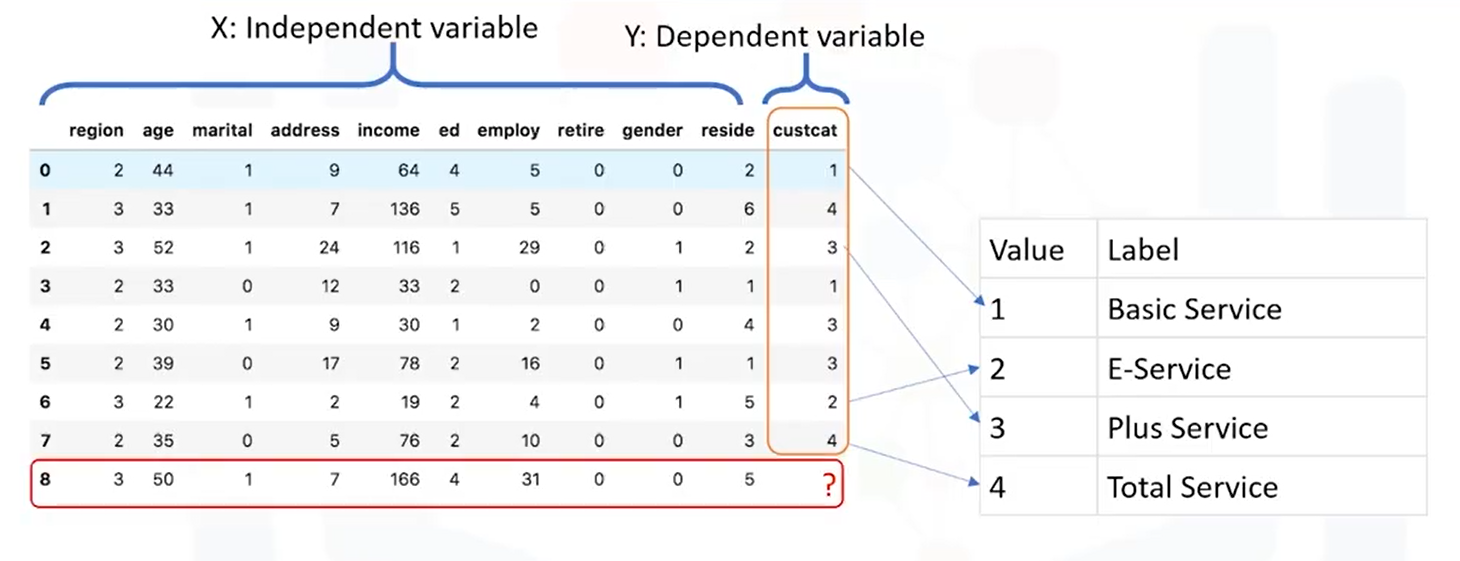 X: Independent variable
Y: Dependent variable
region age marital address income ed employ retire gender reside custcat
0 2 44 1 9 64 4 5 0 0 2 1
1 3 33 1 7 136 5 5 0 0 6 4
2 3 52 1 24 116 1 29 0 1 2 3
3 2 33 0 12 33 2 0 0 1 1 1
4 2 30 1 9 30 1 2 0 0 4 3
5 2 39 0 17 78 2 16 0 1 1 3
6 3 22 1 2 19 2 4 0 1 5 2
7 2 35 0 5 76 2 10 0 0 3 4
8 3 50 1 7 166 4 31 0 0 5 ?
Value Label
1 Basic Service
2 E-Service
3 Plus Service
4 Total Service